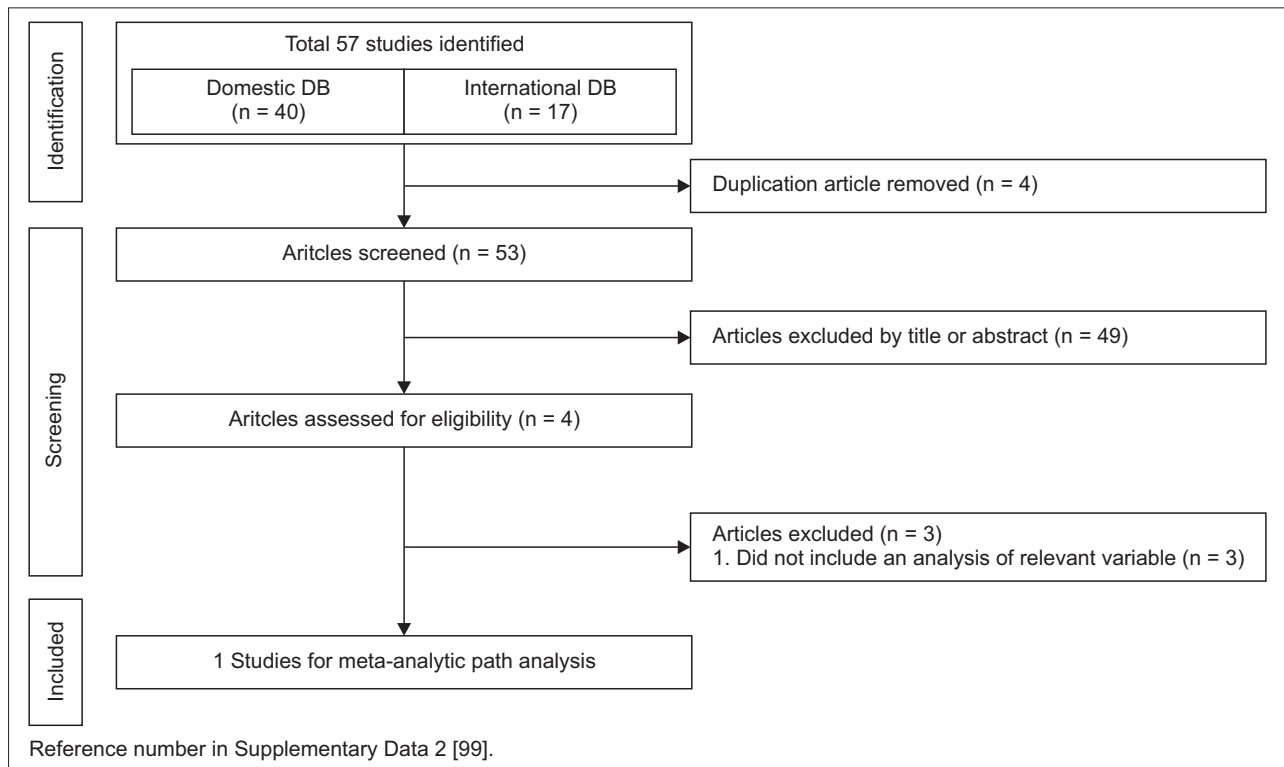 Identification
Total 57 studies identified
Domestic DB
(n = 40)
International DB
(n = 17)
Duplication article removed (n = 4)
Screening
Aritcles screened (n = 53)
Articles excluded by title or abstract (n = 49)
Aritcles assessed for eligibility (n = 4)
Articles excluded (n = 3)
1. Did not include an analysis of relevant variable (n = 3)
Included
1 Studies for meta-analytic path analysis
Reference number in Supplementary Data 2 [99].